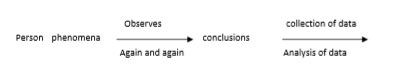 Observes
collection of data
Person phenomena
conclusions
Again and again
Analysis of data